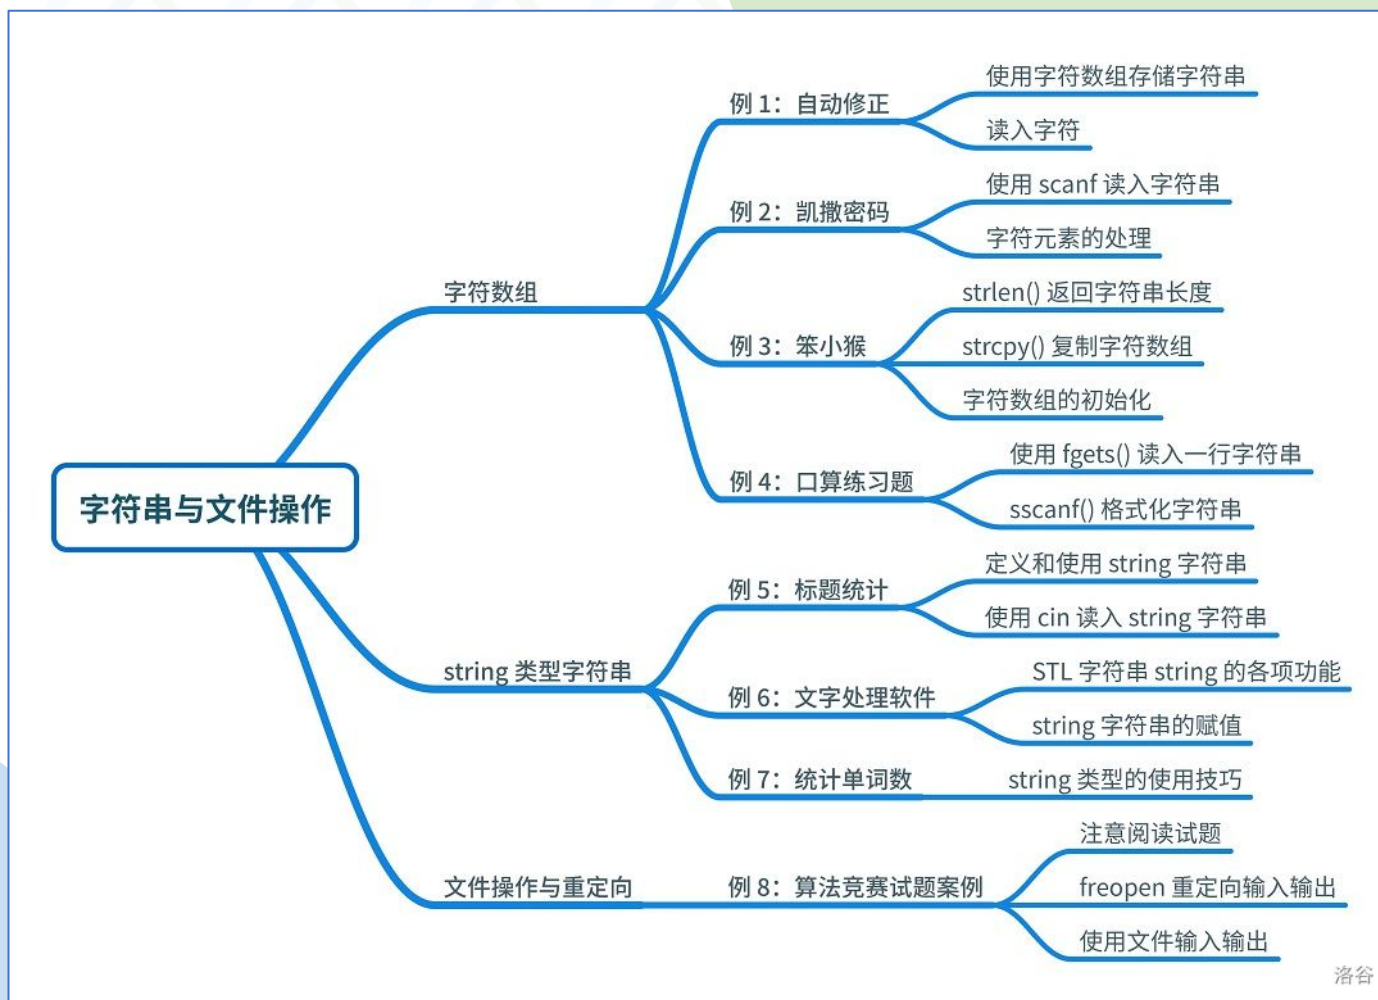 字符串与文件操作
字符数组
例 1：自动修正
使用字符数组存储字符串
读入字符
例 2：凯撒密码
使用 scanf 读入字符串
字符元素的处理
例 3：笨小猴
strlen() 返回字符串长度
strcpy() 复制字符数组
字符数组的初始化
例 4：口算练习题
使用 fgets() 读入一行字符串
sscanf() 格式化字符串
string 类型字符串
例 5：标题统计
定义和使用 string 字符串
使用 cin 读入 string 字符串
例 6：文字处理软件
STL 字符串 string 的各项功能
string 字符串的赋值
例 7：统计单词数
string 类型的使用技巧
文件操作与重定向
例 8：算法竞赛试题案例
注意阅读试题
freopen 重定向输入输出
使用文件输入输出
洛谷